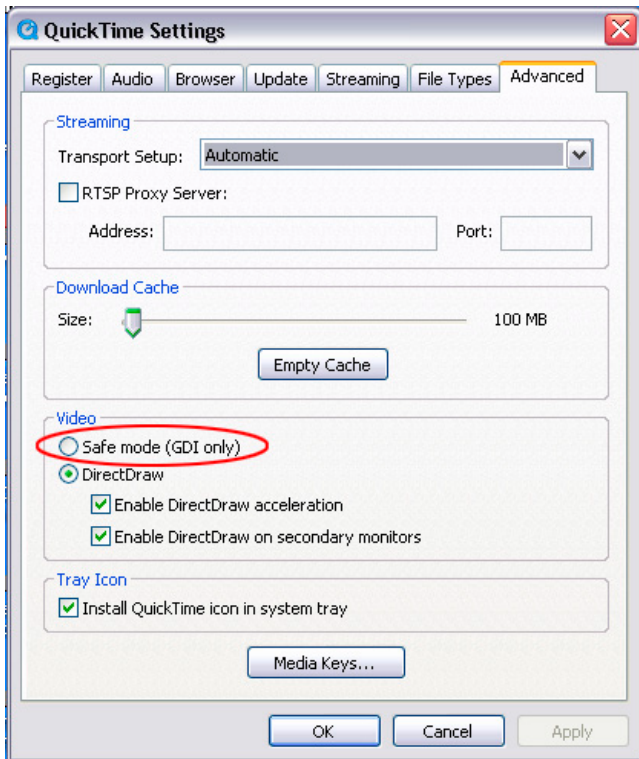 QuickTime Settings
Register Audio Browser Update Streaming File Types Advanced
Streaming
Transport Setup: Automatic
RTSP Proxy Server:
Address: Port:
Download Cache
Size: 100 MB
Empty Cache
Video
Safe mode (GDI only)
DirectDraw
Enable DirectDraw acceleration
Enable DirectDraw on secondary monitors
Tray Icon
Install QuickTime icon in system tray
Media Keys...
OK Cancel Apply